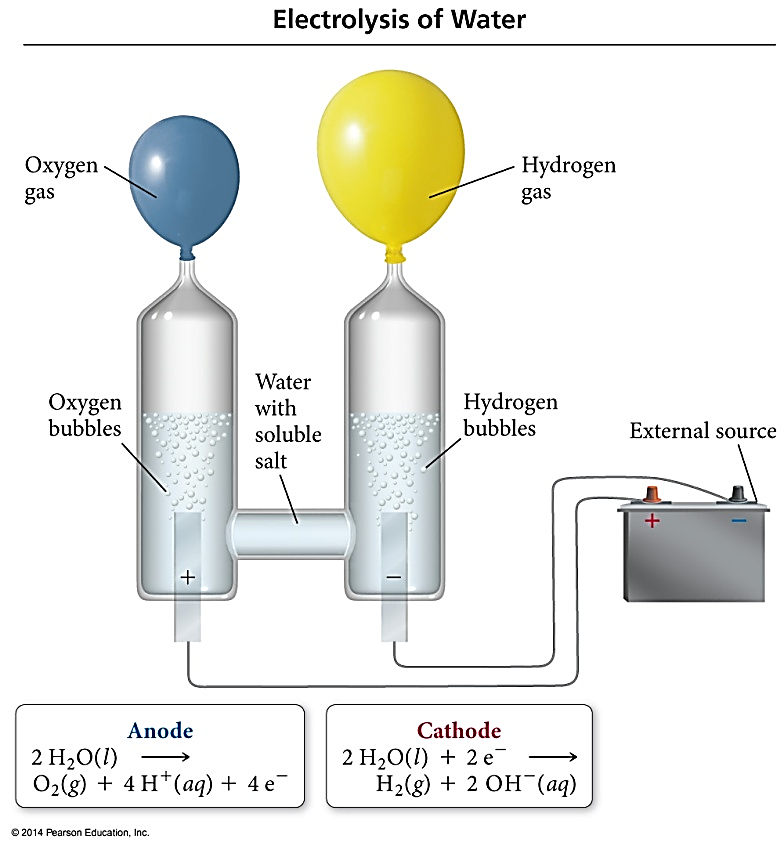 Electrolysis of Water
Oxygen
gas
Hydrogen
gas
Oxygen
bubbles
Water
with
soluble
salt
Hydrogen
bubbles
External source
+
−
+
−
Anode
2 H₂O(l) ⟶
O₂(g) + 4 H⁺(aq) + 4 e⁻
Cathode
2 H₂O(l) + 2 e⁻ ⟶
H₂(g) + 2 OH⁻(aq)
© 2014 Pearson Education, Inc.